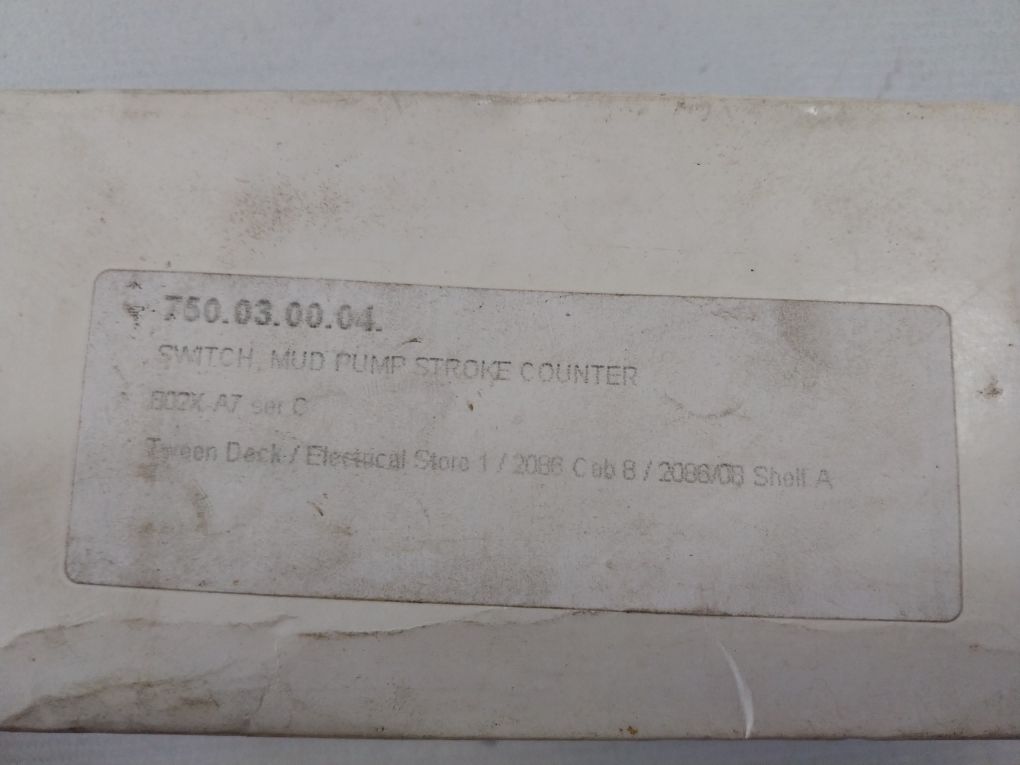 750.03.00.04.
SWITCH, MUD PUMP STROKE COUNTER
802X-A7 ser C
Tween Deck / Electrical Store 1 / 2086 Cab 8 / 2086/08 Shelf A